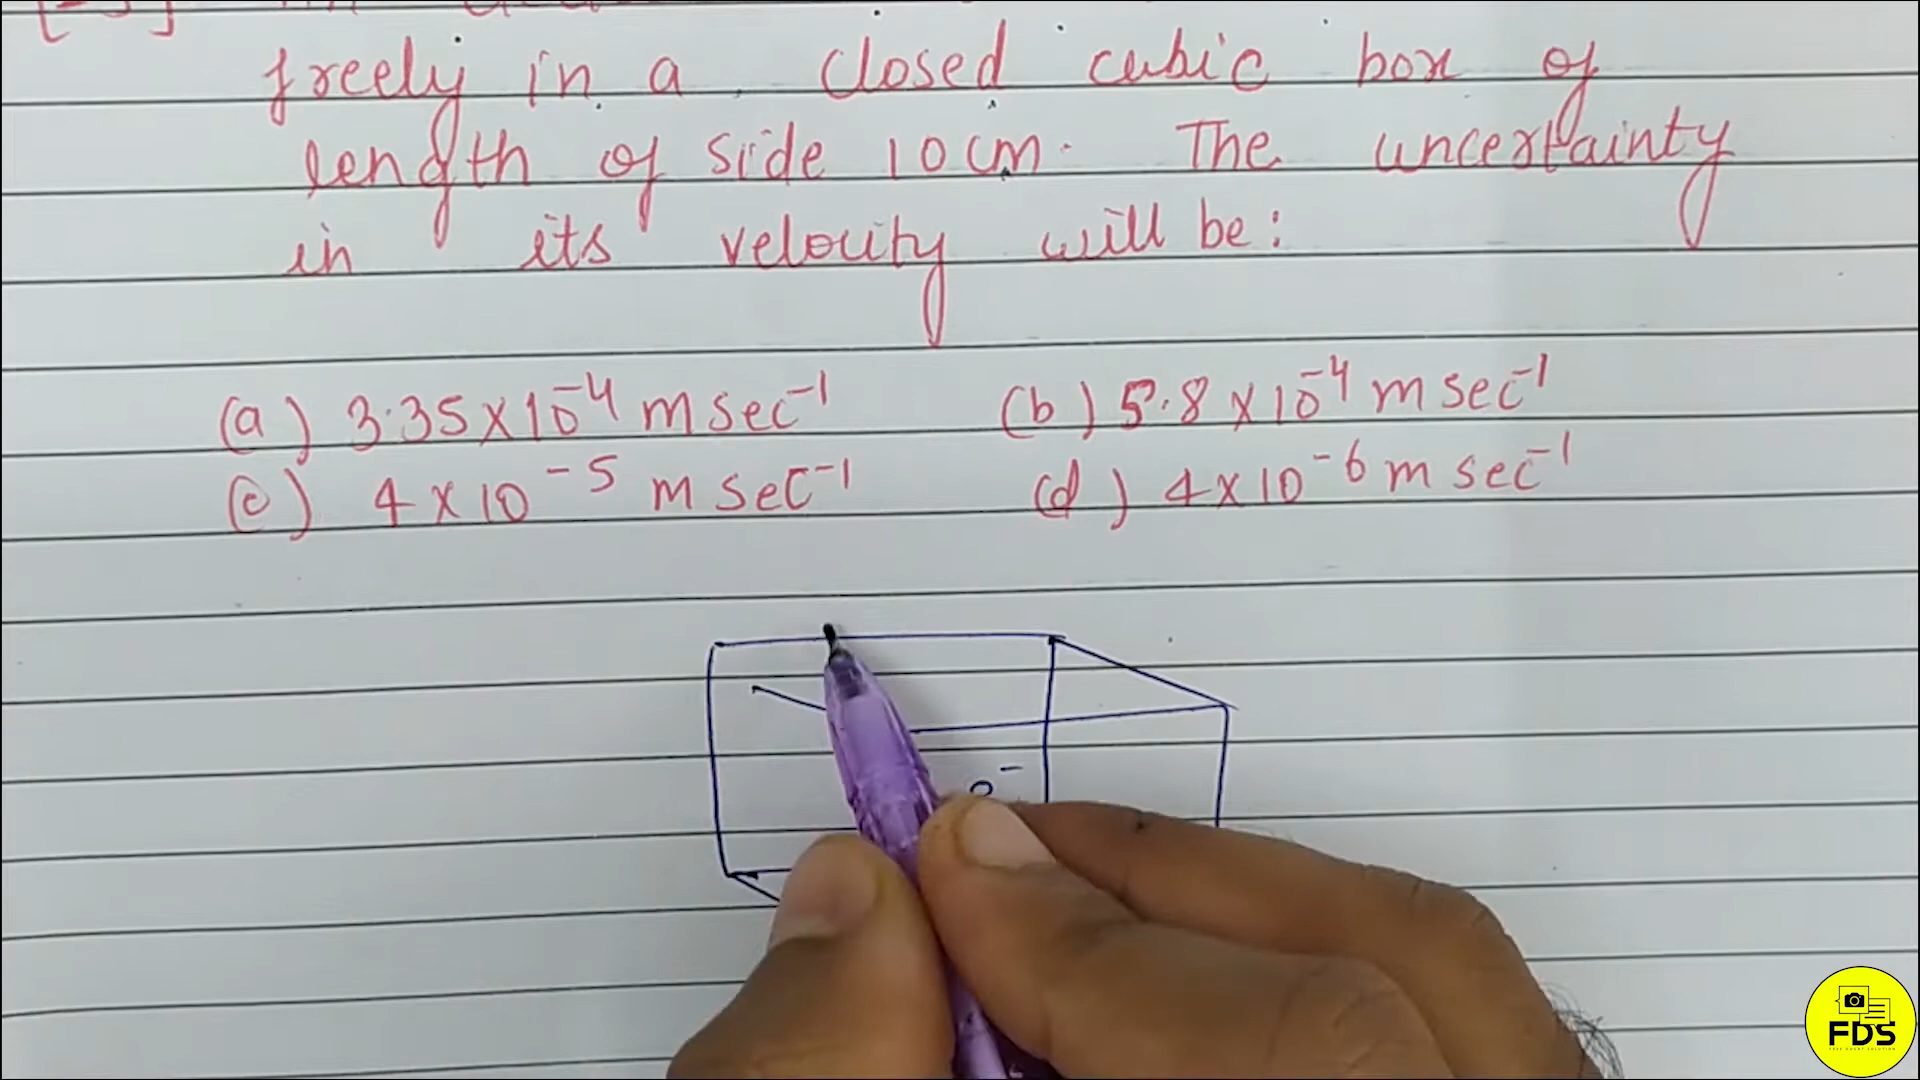 freely in a closed cubic box of
length of side 10 cm. The uncertainty
in its velocity will be:
(a) 3.35×10⁻⁴ m sec⁻¹ (b) 5.8×10⁻⁴ m sec⁻¹
(c) 4×10⁻⁵ m sec⁻¹ (d) 4×10⁻⁶ m sec⁻¹
FDS